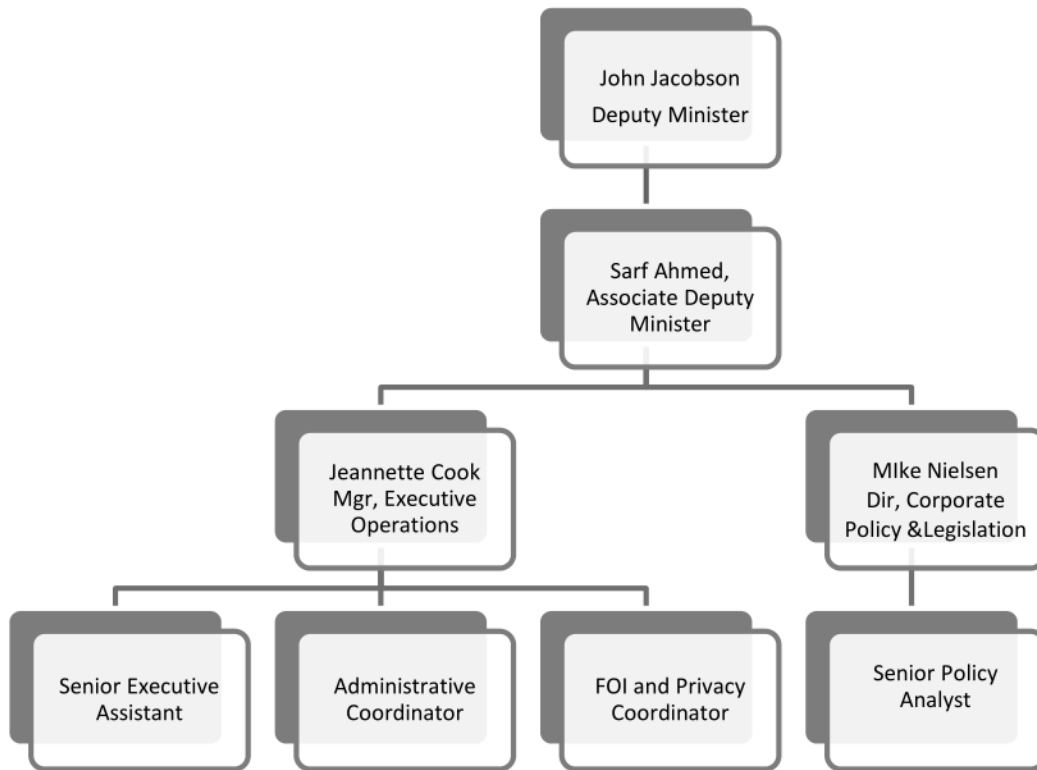 John Jacobson
Deputy Minister
Sarf Ahmed,
Associate Deputy
Minister
Jeannette Cook
Mgr, Executive
Operations
MIke Nielsen
Dir, Corporate
Policy &Legislation
Senior Executive
Assistant
Administrative
Coordinator
FOI and Privacy
Coordinator
Senior Policy
Analyst